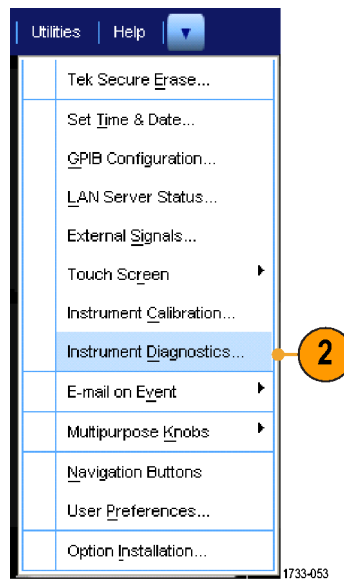 Utilities Help
Tek Secure Erase...
Set Time & Date...
GPIB Configuration...
LAN Server Status...
External Signals...
Touch Screen
Instrument Calibration...
Instrument Diagnostics...
2
E-mail on Event
Multipurpose Knobs
Navigation Buttons
User Preferences...
Option Installation...
1733-053